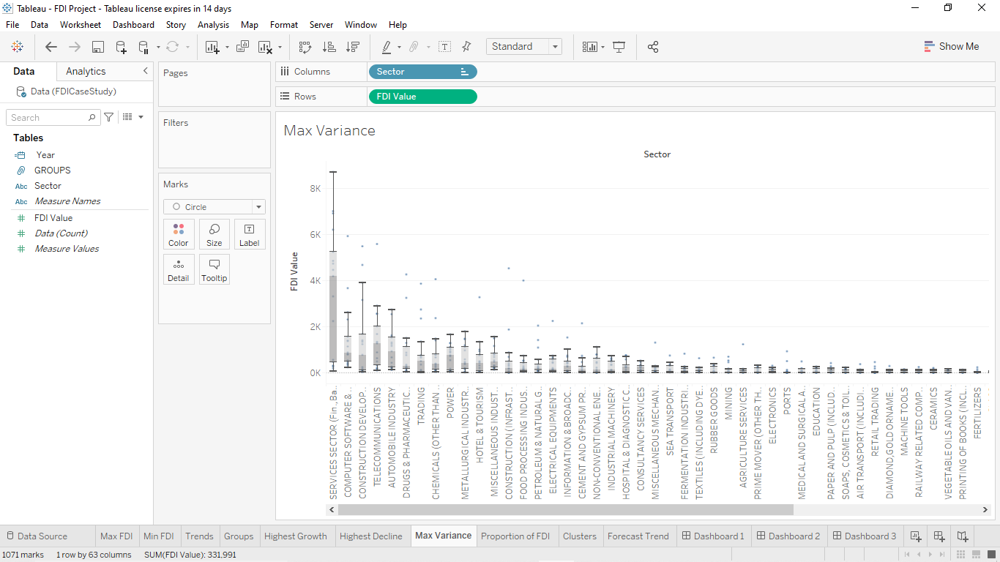 Tableau - FDI Project - Tableau license expires in 14 days
File Data Worksheet Dashboard Story Analysis Map Format Server Window Help
Standard
Show Me
Data Analytics
Pages
Columns
Sector
Data (FDICaseStudy)
Rows
FDI Value
Search
Filters
Max Variance
Tables
Year
GROUPS
Sector
Measure Names
FDI Value
Data (Count)
Measure Values
Marks
Circle
Color Size Label
Detail Tooltip
Sector
FDI Value
8K
6K
4K
2K
0K
SERVICES SECTOR (Fin., Ba..
COMPUTER SOFTWARE & ..
CONSTRUCTION DEVELOP..
TELECOMMUNICATIONS
AUTOMOBILE INDUSTRY
DRUGS & PHARMACEUTIC..
TRADING
CHEMICALS (OTHER THAN ..
POWER
METALLURGICAL INDUSTR..
HOTEL & TOURISM
MISCELLANEOUS INDUST..
CONSTRUCTION (INFRAST..
FOOD PROCESSING INDUS..
PETROLEUM & NATURAL G..
ELECTRICAL EQUIPMENTS
INFORMATION & BROADC..
CEMENT AND GYPSUM PR..
NON-CONVENTIONAL ENE..
INDUSTRIAL MACHINERY
HOSPITAL & DIAGNOSTIC C..
CONSULTANCY SERVICES
MISCELLANEOUS MECHAN..
SEA TRANSPORT
FERMENTATION INDUSTRI..
TEXTILES (INCLUDING DYE..
RUBBER GOODS
MINING
AGRICULTURE SERVICES
PRIME MOVER (OTHER TH..
ELECTRONICS
PORTS
MEDICAL AND SURGICAL A..
EDUCATION
PAPER AND PULP (INCLUD..
SOAPS, COSMETICS & TOIL..
AIR TRANSPORT (INCLUDI..
RETAIL TRADING
DIAMOND,GOLD ORNAME..
MACHINE TOOLS
RAILWAY RELATED COMP..
CERAMICS
VEGETABLE OILS AND VAN..
PRINTING OF BOOKS (INCL..
FERTILIZERS
Data Source Max FDI Min FDI Trends Groups Highest Growth Highest Decline Max Variance Proportion of FDI Clusters Forecast Trend Dashboard 1 Dashboard 2 Dashboard 3
1071 marks 1 row by 63 columns SUM(FDI Value): 331,991